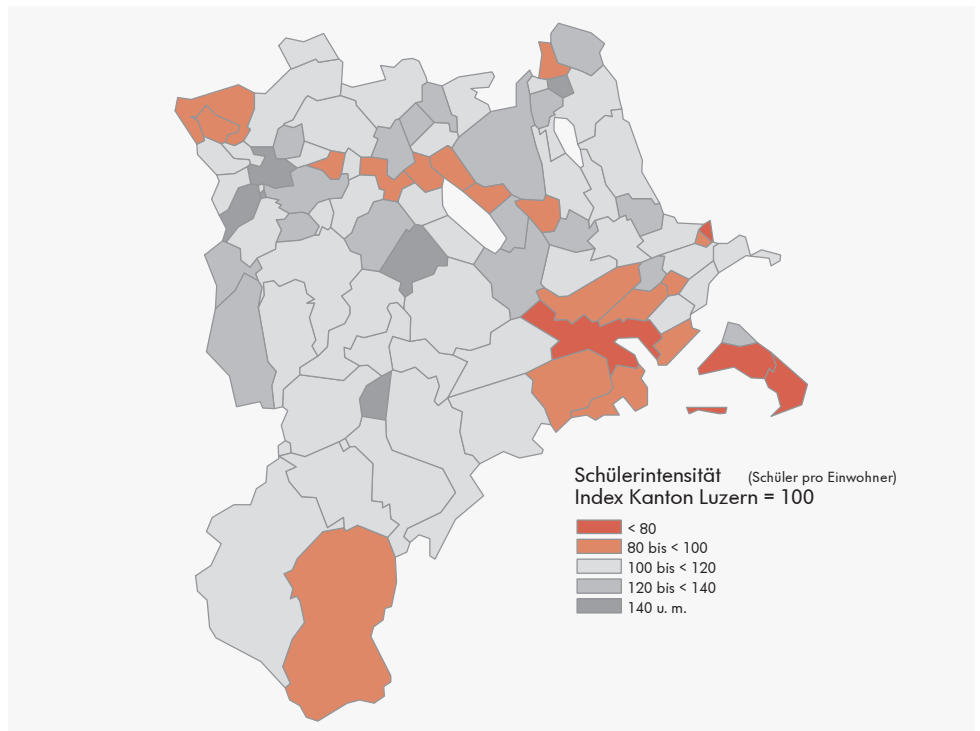 Schülerintensität (Schüler pro Einwohner)
Index Kanton Luzern = 100
< 80
80 bis < 100
100 bis < 120
120 bis < 140
140 u. m.